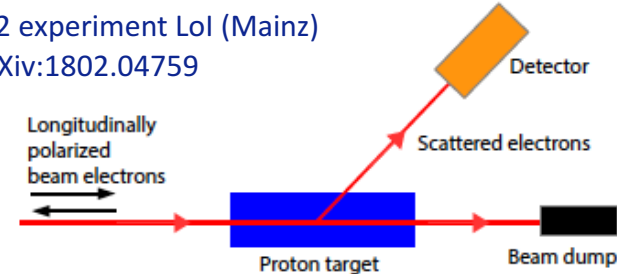 2 experiment LoI (Mainz)
Xiv:1802.04759
Detector
Longitudinally
polarized
beam electrons
Scattered electrons
Proton target
Beam dump